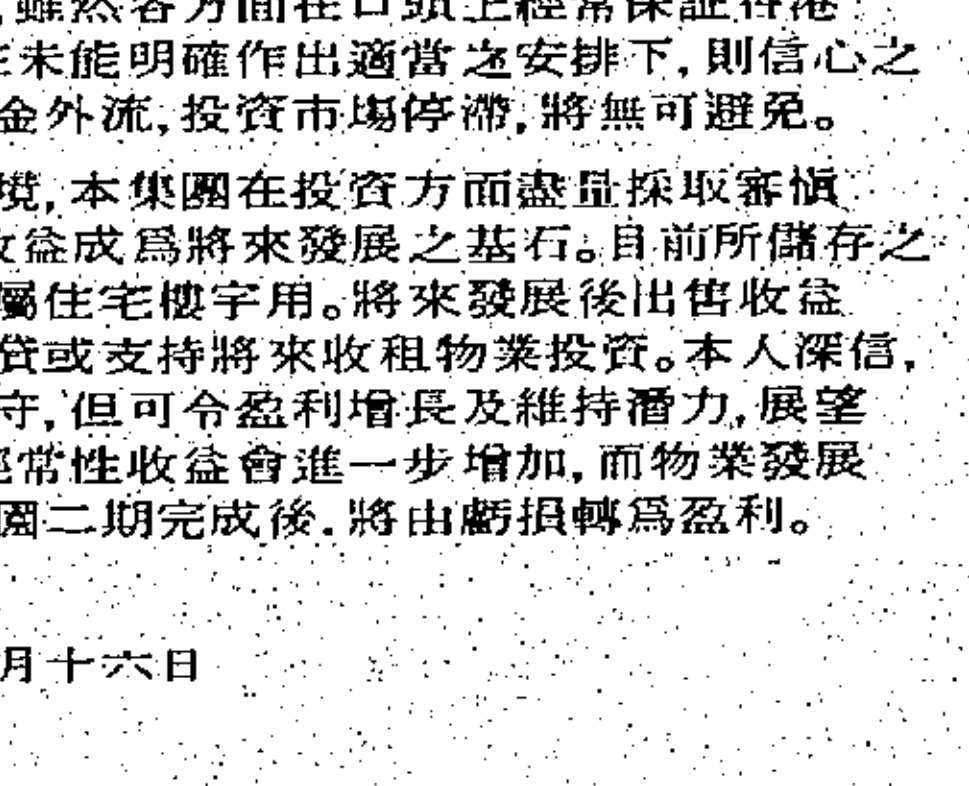 ,雖然各方面在口頭上經常保証香港
未能明確作出適當之安排下,則信心之
金外流,投資市場停滯,將無可避免。
境,本集團在投資方面盡量採取審慎
收益成爲將來發展之基石。目前所儲存之
屬住宅樓宇用。將來發展後出售收益
貸或支持將來收租物業投資。本人深信,
守,但可令盈利增長及維持潛力,展望
經常性收益會進一步增加,而物業發展
園二期完成後.將由虧損轉爲盈利。
月十六日